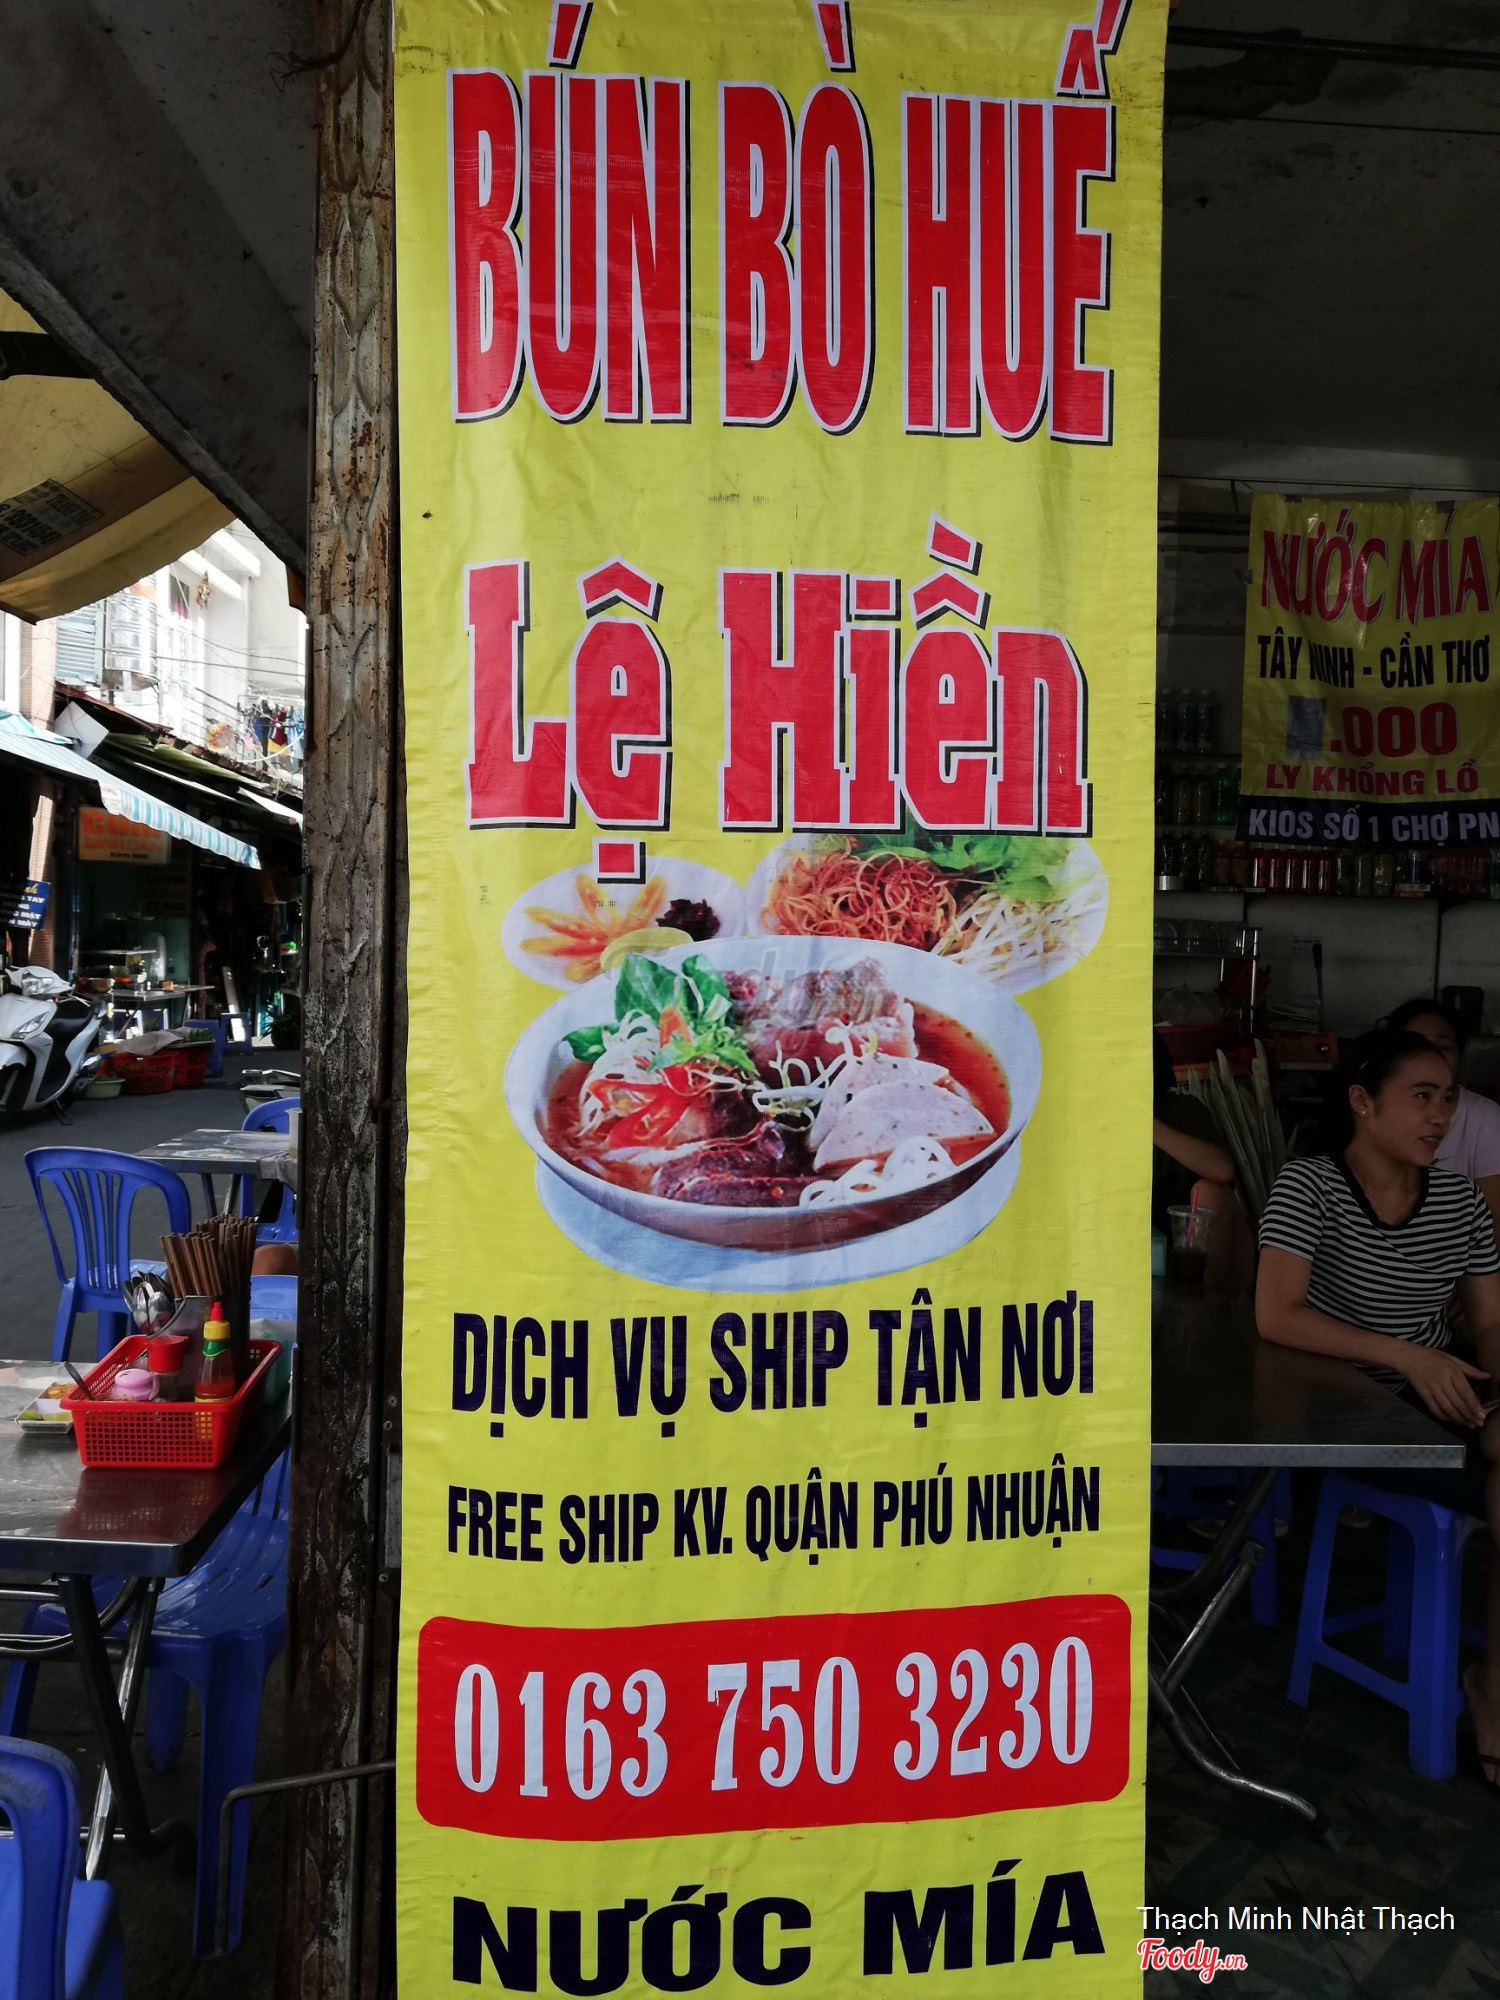 BÚN BÒ HUẾ
Lệ Hiền
DỊCH VỤ SHIP TẬN NƠI
FREE SHIP KV. QUẬN PHÚ NHUẬN
0163 750 3230
NƯỚC MÍA
NƯỚC MÍA
TÂY NINH - CẦN THƠ
.000
LY KHỔNG LỒ
KIOS SỐ 1 CHỢ PN
Thạch Minh Nhật Thạch
Foody.vn